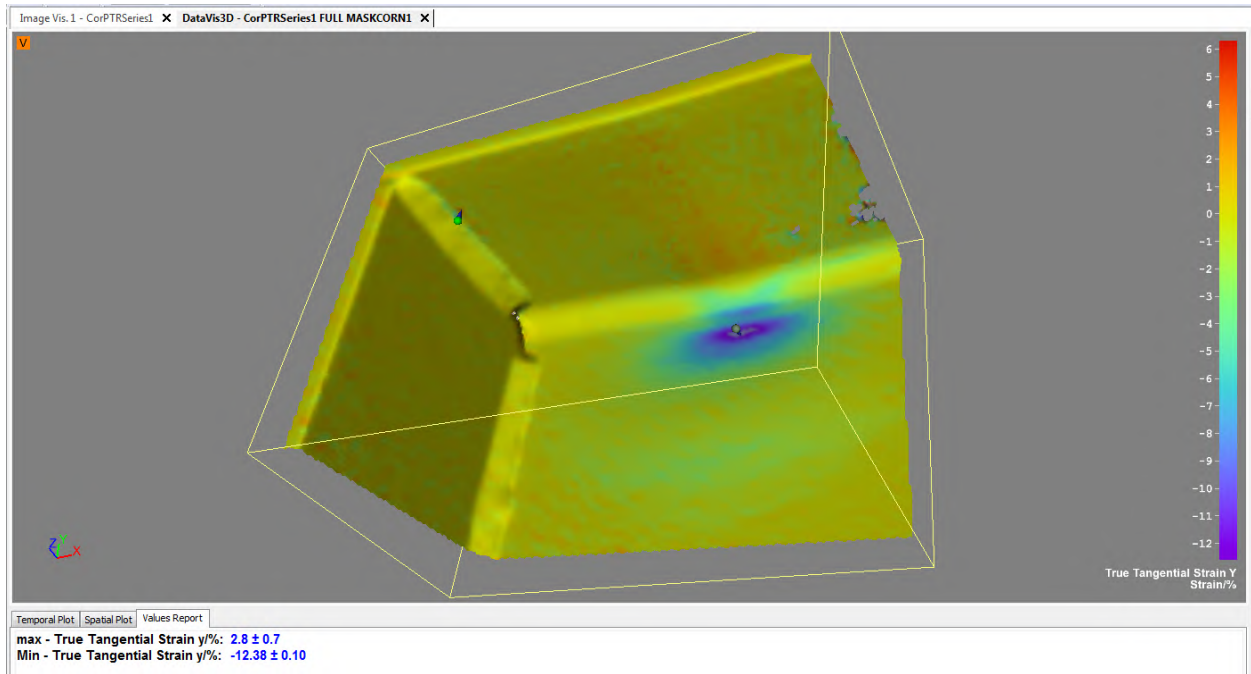 Image Vis. 1 - CorPTRSeries1 X DataVis3D - CorPTRSeries1 FULL MASKCORN1 X
V
6
5
4
3
2
1
0
-1
-2
-3
-4
-5
-6
-7
-8
-9
-10
-11
-12
True Tangential Strain Y
Strain/%
Z Y X
Temporal Plot Spatial Plot Values Report
max - True Tangential Strain y/%: 2.8 ± 0.7
Min - True Tangential Strain y/%: -12.38 ± 0.10